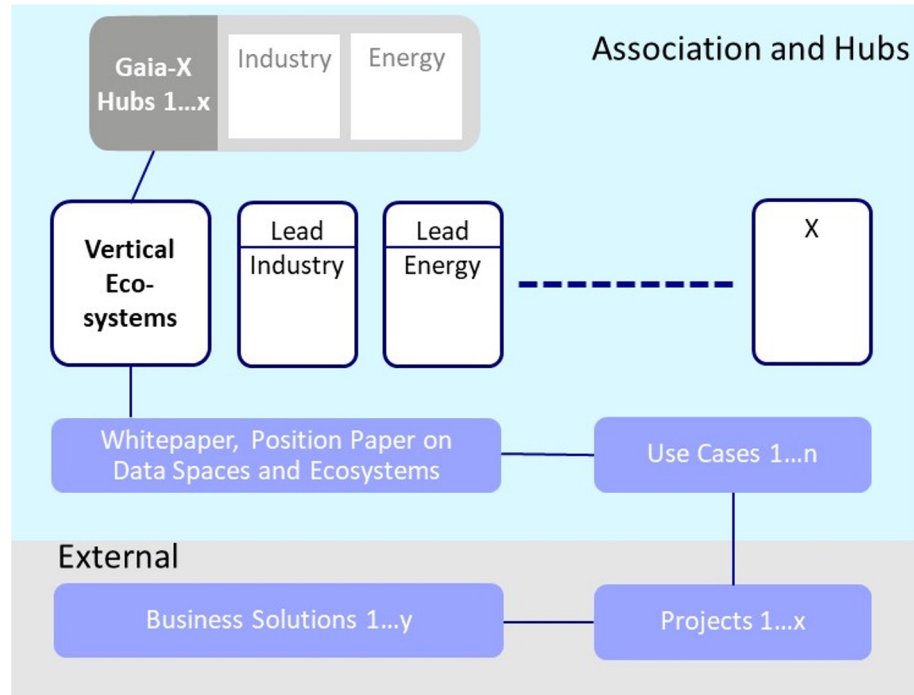 Association and Hubs
Gaia-X
Hubs 1...x
Industry
Energy
Vertical
Eco-
systems
Lead
Industry
Lead
Energy
X
Whitepaper, Position Paper on
Data Spaces and Ecosystems
Use Cases 1...n
External
Business Solutions 1...y
Projects 1...x